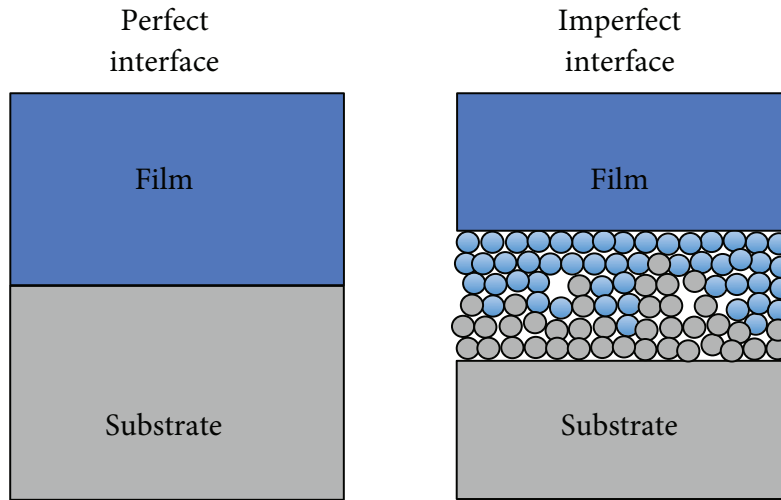 Perfect
interface
Imperfect
interface
Film
Film
Substrate
Substrate